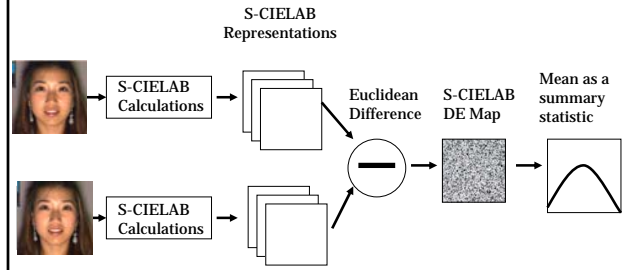 S-CIELAB
Representations
S-CIELAB
Calculations
Euclidean
Difference
S-CIELAB
DE Map
Mean as a
summary
statistic
S-CIELAB
Calculations